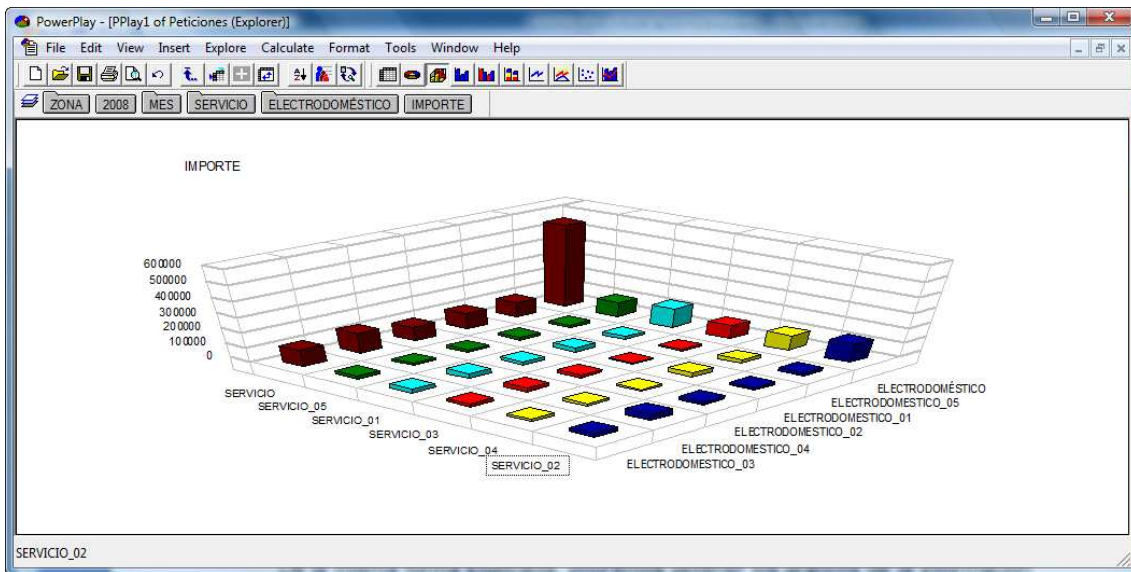 PowerPlay - [PPlay1 of Peticiones (Explorer)]
File Edit View Insert Explore Calculate Format Tools Window Help
ZONA 2008 MES SERVICIO ELECTRODOMÉSTICO IMPORTE
IMPORTE
600000
500000
400000
300000
200000
100000
0
SERVICIO
SERVICIO_05
SERVICIO_01
SERVICIO_03
SERVICIO_04
SERVICIO_02
ELECTRODOMÉSTICO
ELECTRODOMESTICO_05
ELECTRODOMESTICO_01
ELECTRODOMESTICO_02
ELECTRODOMESTICO_04
ELECTRODOMESTICO_03
SERVICIO_02